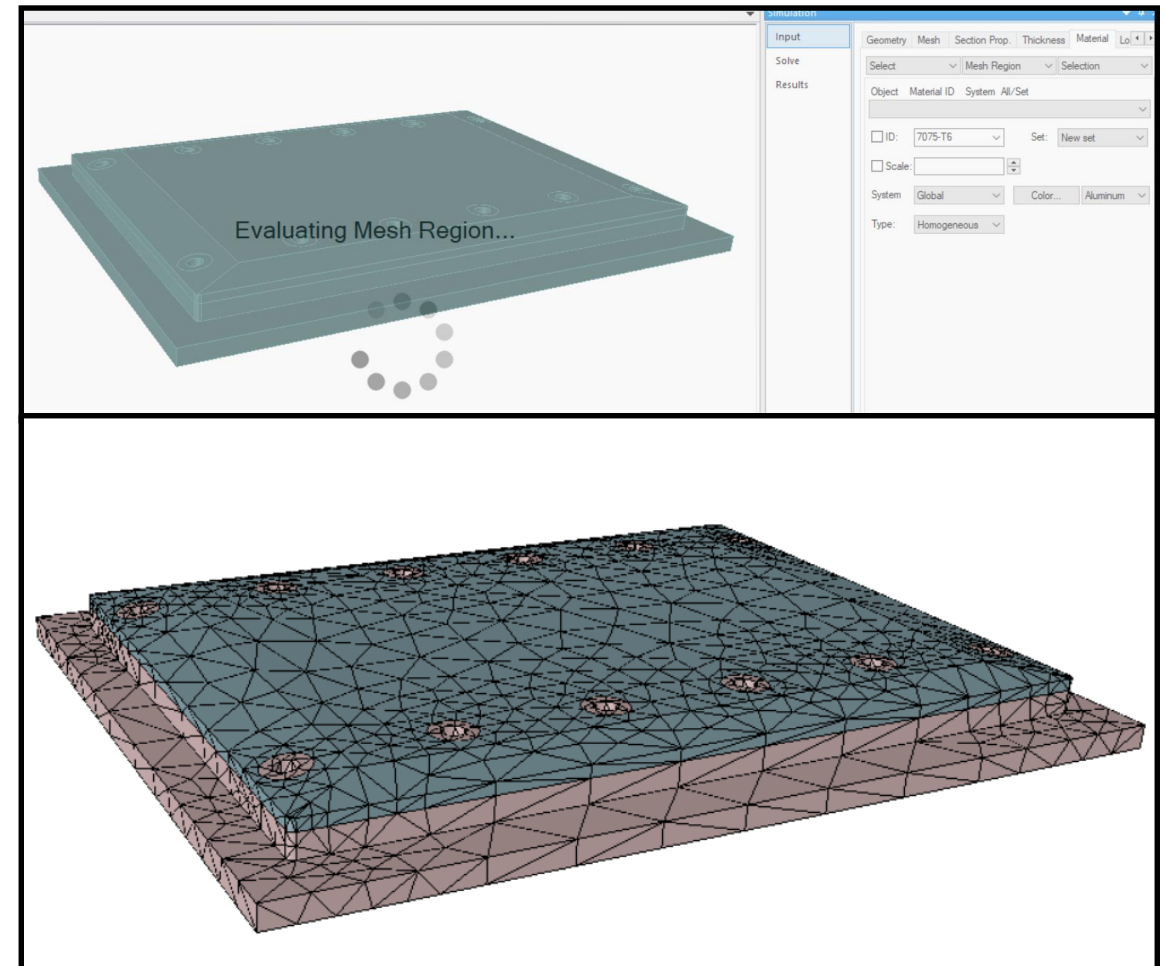 Simulation
Input
Solve
Results
Geometry Mesh Section Prop. Thickness Material Lo
Select Mesh Region Selection
Object Material ID System All/Set
ID: 7075-T6 Set: New set
Scale:
System Global Color... Aluminum
Type: Homogeneous
Evaluating Mesh Region...